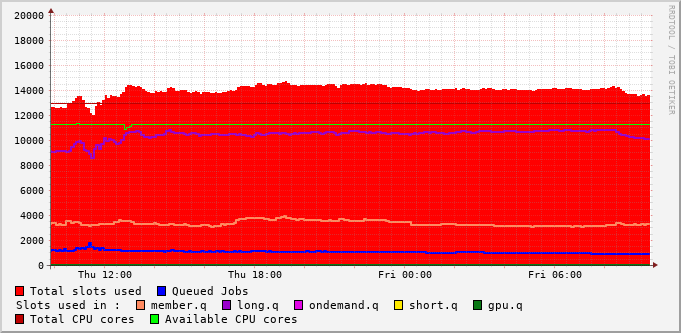 RRDTOOL / TOBI OETIKER
20000
18000
16000
14000
12000
10000
8000
6000
4000
2000
0
Thu 12:00 Thu 18:00 Fri 00:00 Fri 06:00
Total slots used Queued Jobs
Slots used in : member.q long.q ondemand.q short.q gpu.q
Total CPU cores Available CPU cores